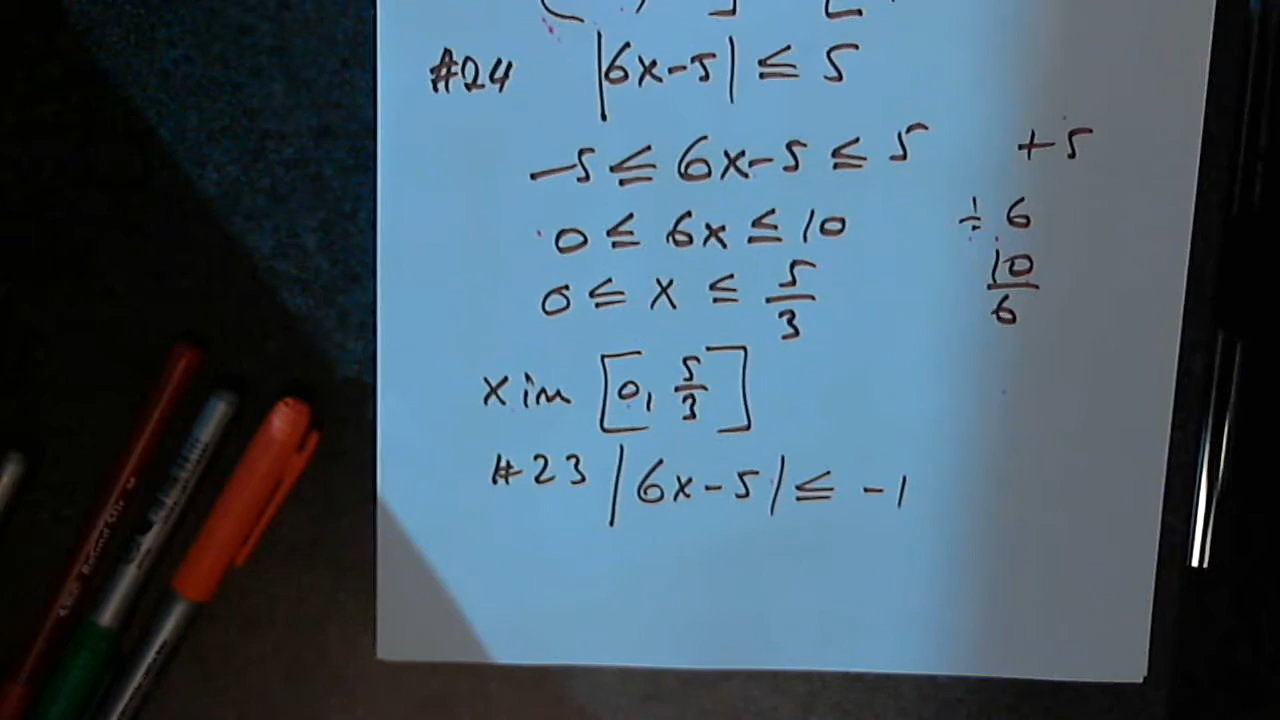 #24 |6x-5| ≤ 5
-5 ≤ 6x-5 ≤ 5 +5
0 ≤ 6x ≤ 10 ÷ 6
0 ≤ x ≤ 5/3 10/6
x in [0, 5/3]
#23 |6x-5| ≤ -1